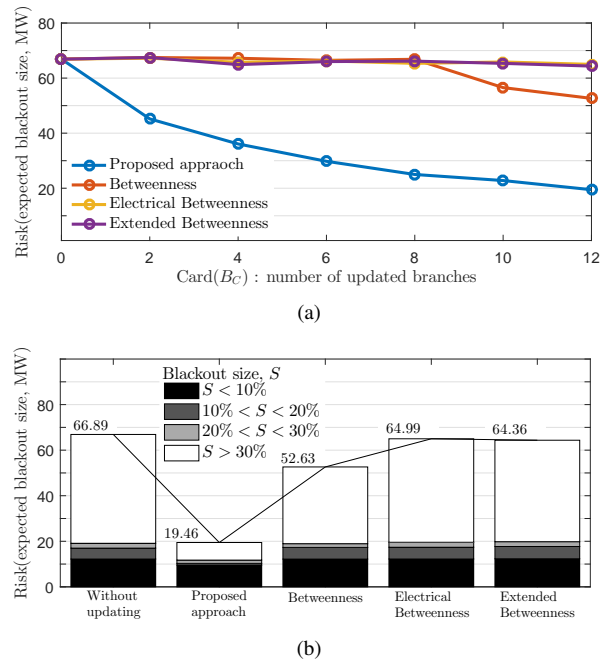 Risk(expected blackout size, MW)
80
60
40
20
Proposed appraoch
Betweenness
Electrical Betweenness
Extended Betweenness
0 2 4 6 8 10 12
Card(B_C) : number of updated branches
(a)
Risk(expected blackout size, MW)
80
60
40
20
0
Blackout size, S
S < 10%
10% < S < 20%
20% < S < 30%
S > 30%
66.89
19.46
52.63
64.99
64.36
Without
updating
Proposed
approach
Betweenness
Electrical
Betweenness
Extended
Betweenness
(b)